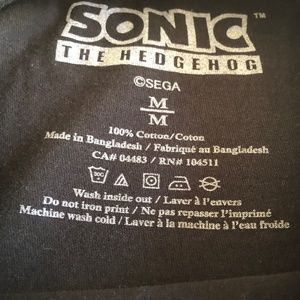 SONIC™
THE HEDGEHOG
©SEGA
M
M
100% Cotton/Coton
Made in Bangladesh / Fabriqué au Bangladesh
CA# 04483 / RN# 104511
Wash inside out / Laver à l'envers
Do not iron print / Ne pas repasser l'imprimé
Machine wash cold / Laver à la machine à l'eau froide